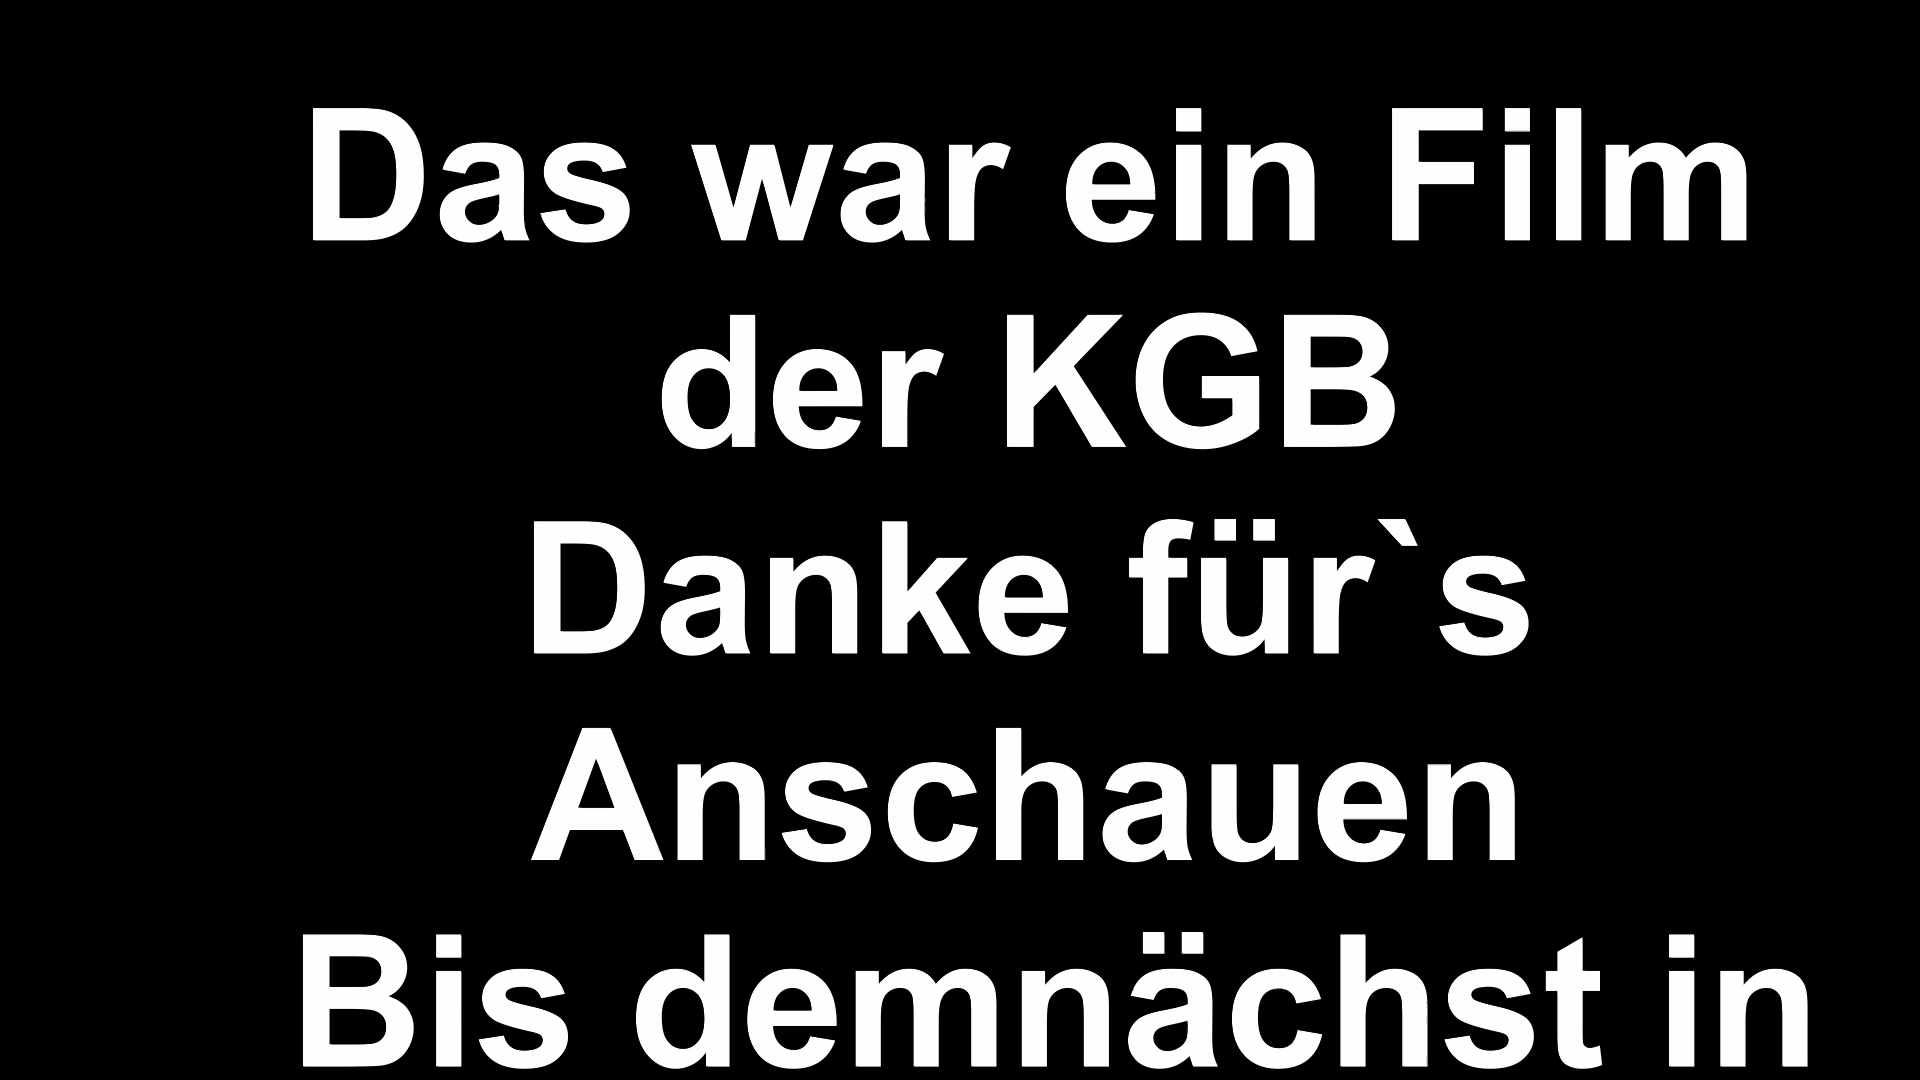 Das war ein Film
der KGB
Danke für`s
Anschauen
Bis demnächst in